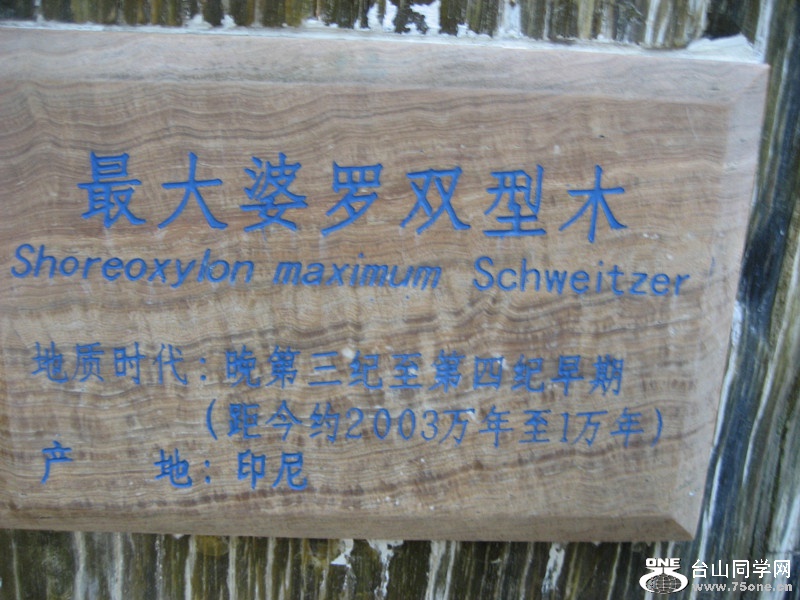 最大婆罗双型木
Shoreoxylon maximum Schweitzer
地质时代：晚第三纪至第四纪早期
（距今约2003万年至1万年）
产 地：印尼
ONE 台山同学网
www.75one.cn